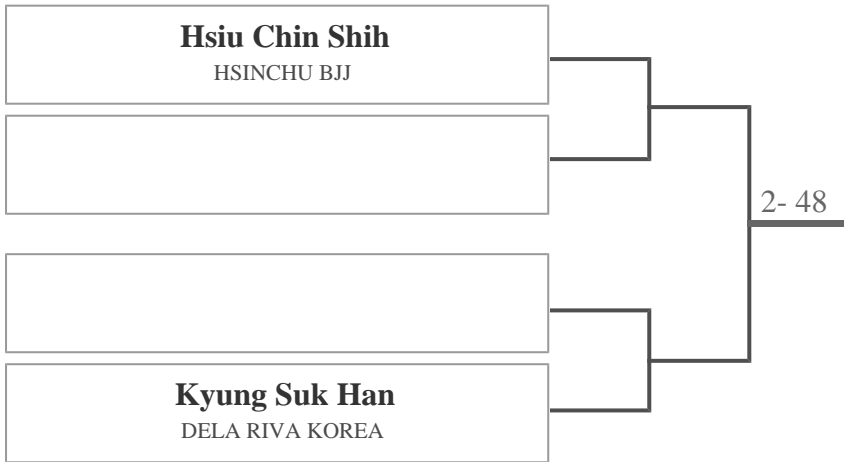 Hsiu Chin Shih
HSINCHU BJJ
2- 48
Kyung Suk Han
DELA RIVA KOREA